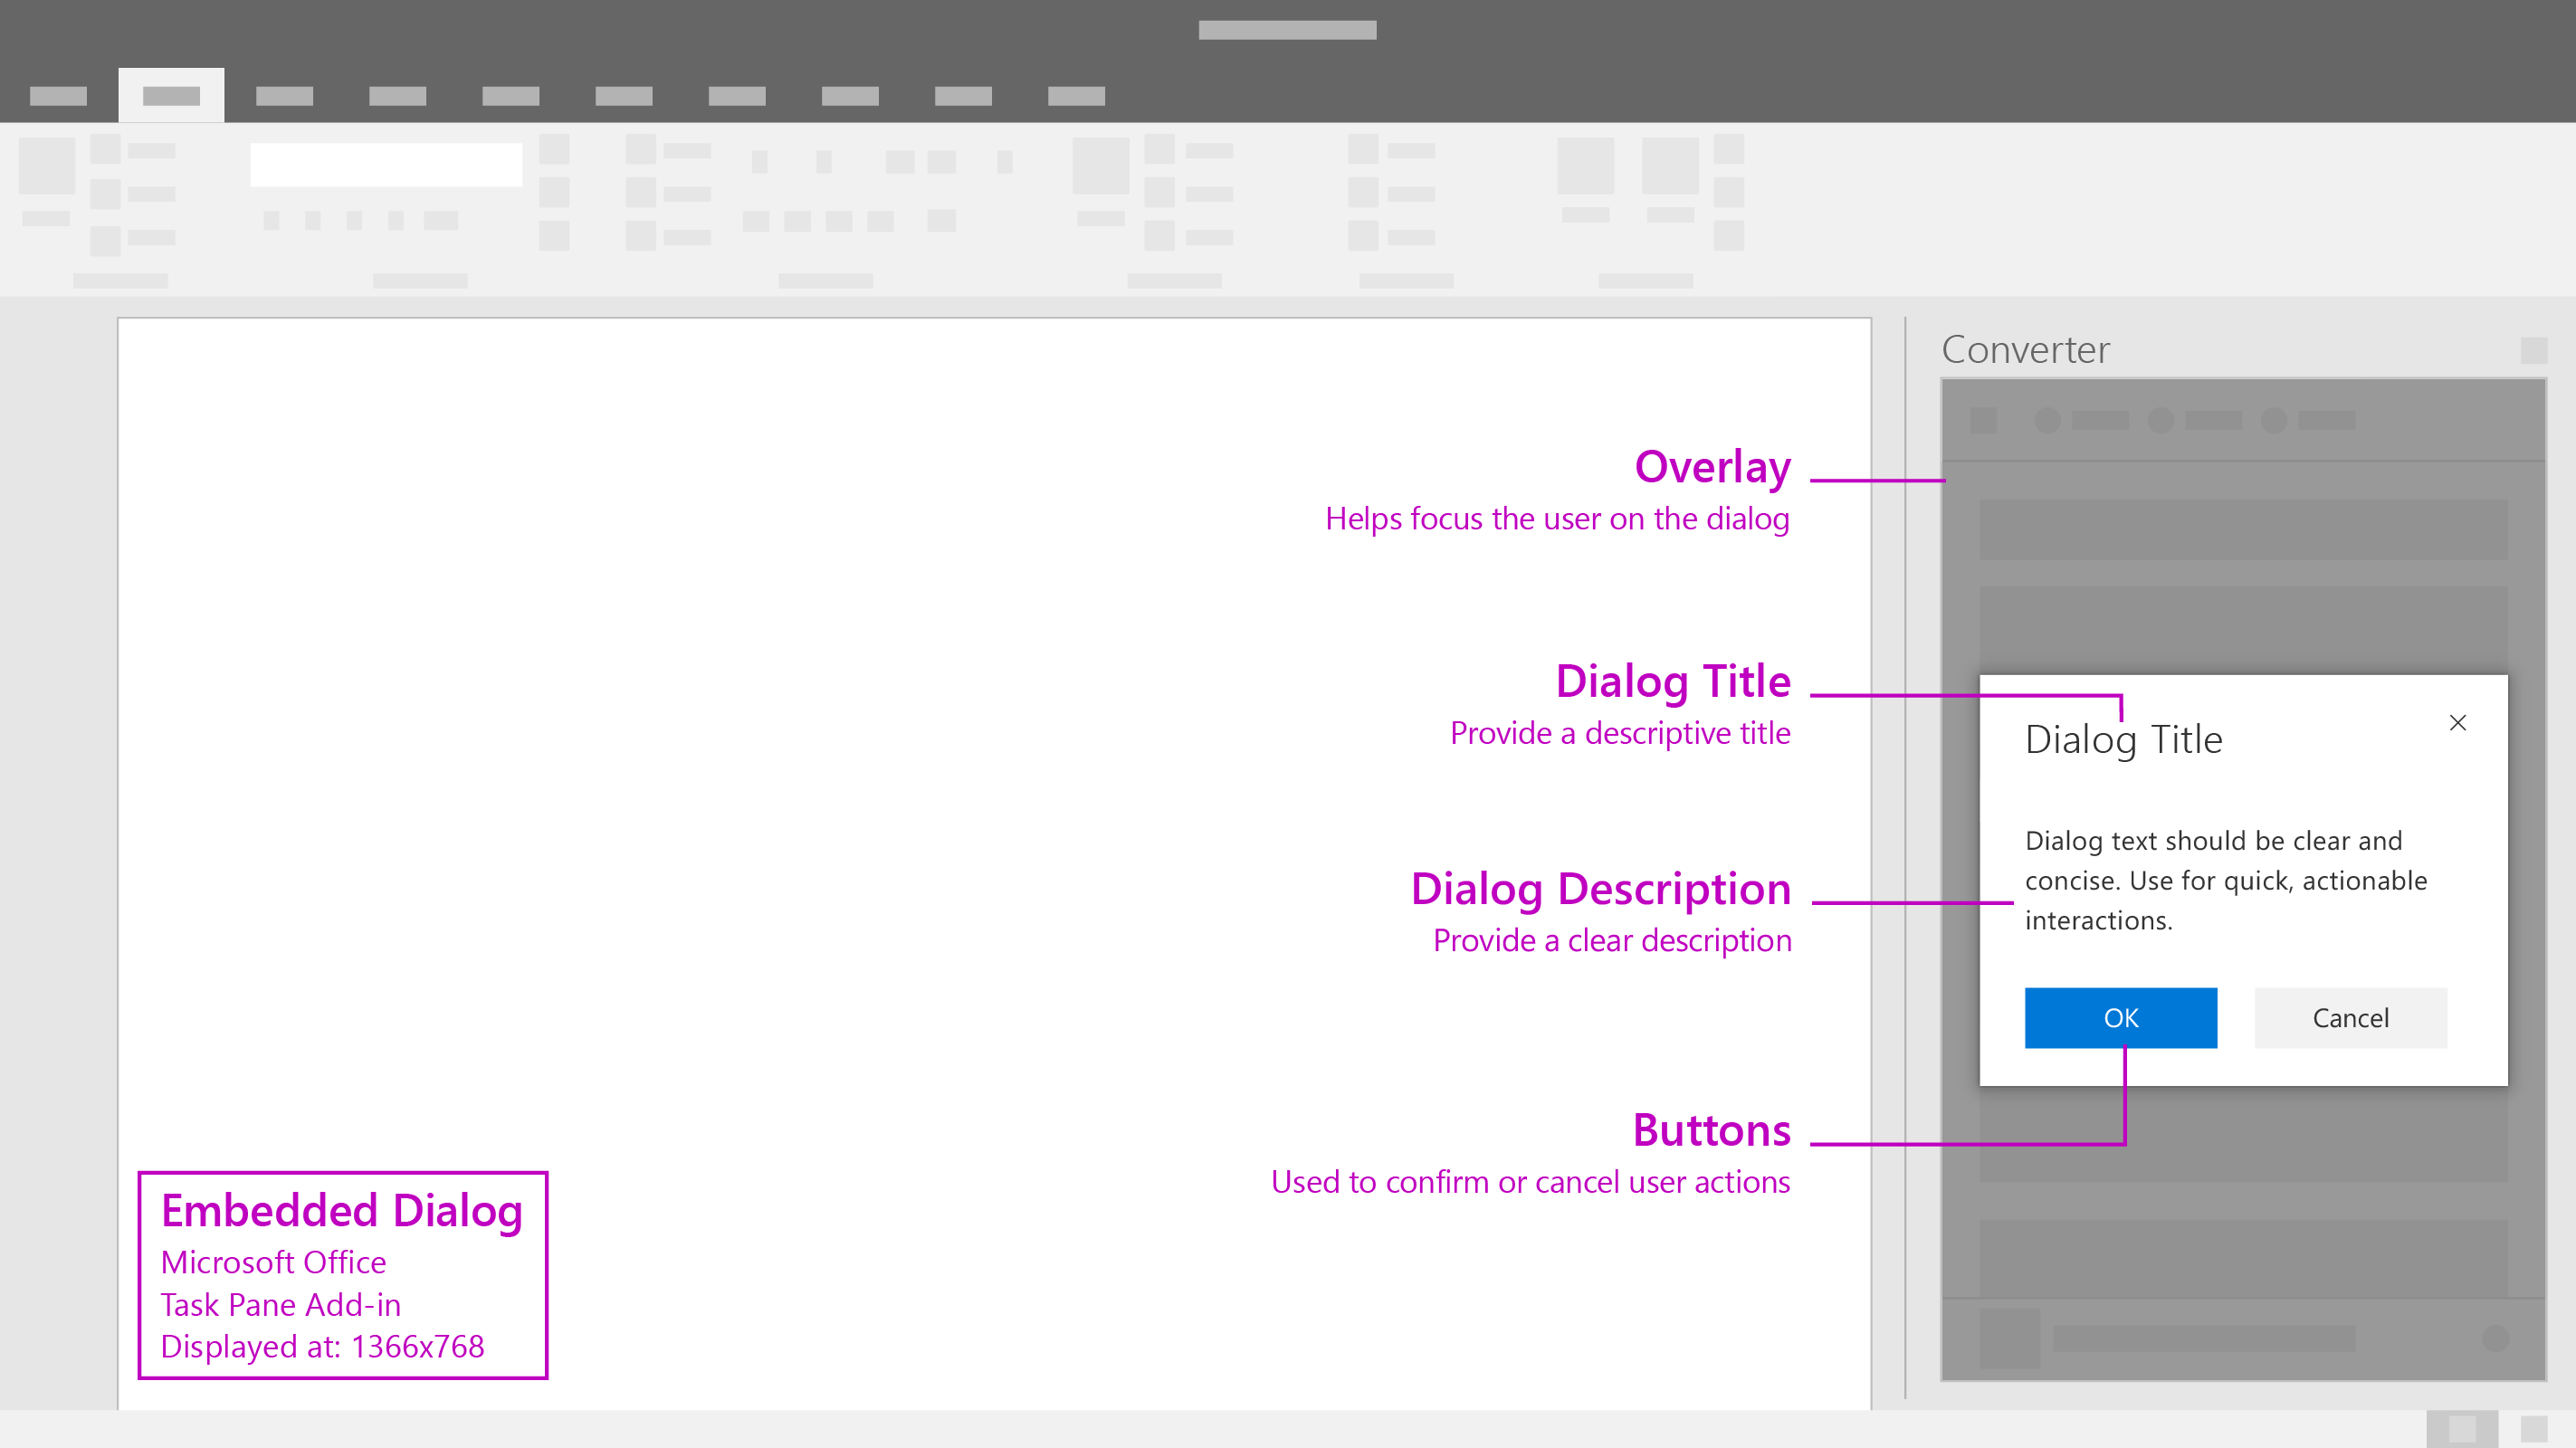 Converter
Overlay
Helps focus the user on the dialog
Dialog Title
Provide a descriptive title
Dialog Title
Dialog text should be clear and
concise. Use for quick, actionable
interactions.
Dialog Description
Provide a clear description
OK
Cancel
Buttons
Used to confirm or cancel user actions
Embedded Dialog
Microsoft Office
Task Pane Add-in
Displayed at: 1366x768